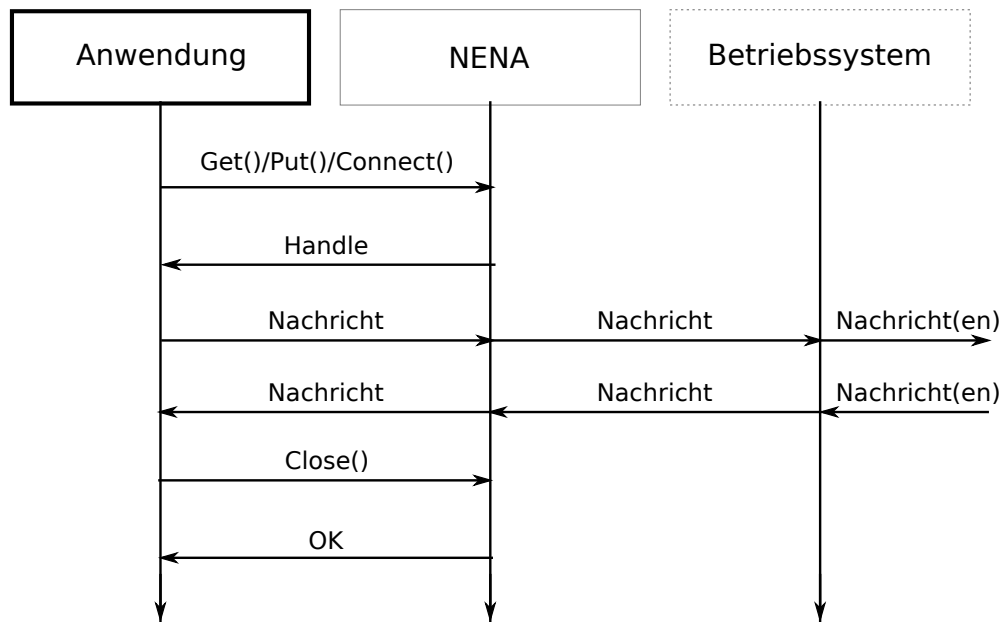 Anwendung
NENA
Betriebssystem
Get()/Put()/Connect()
Handle
Nachricht
Nachricht
Nachricht(en)
Nachricht
Nachricht
Nachricht(en)
Close()
OK